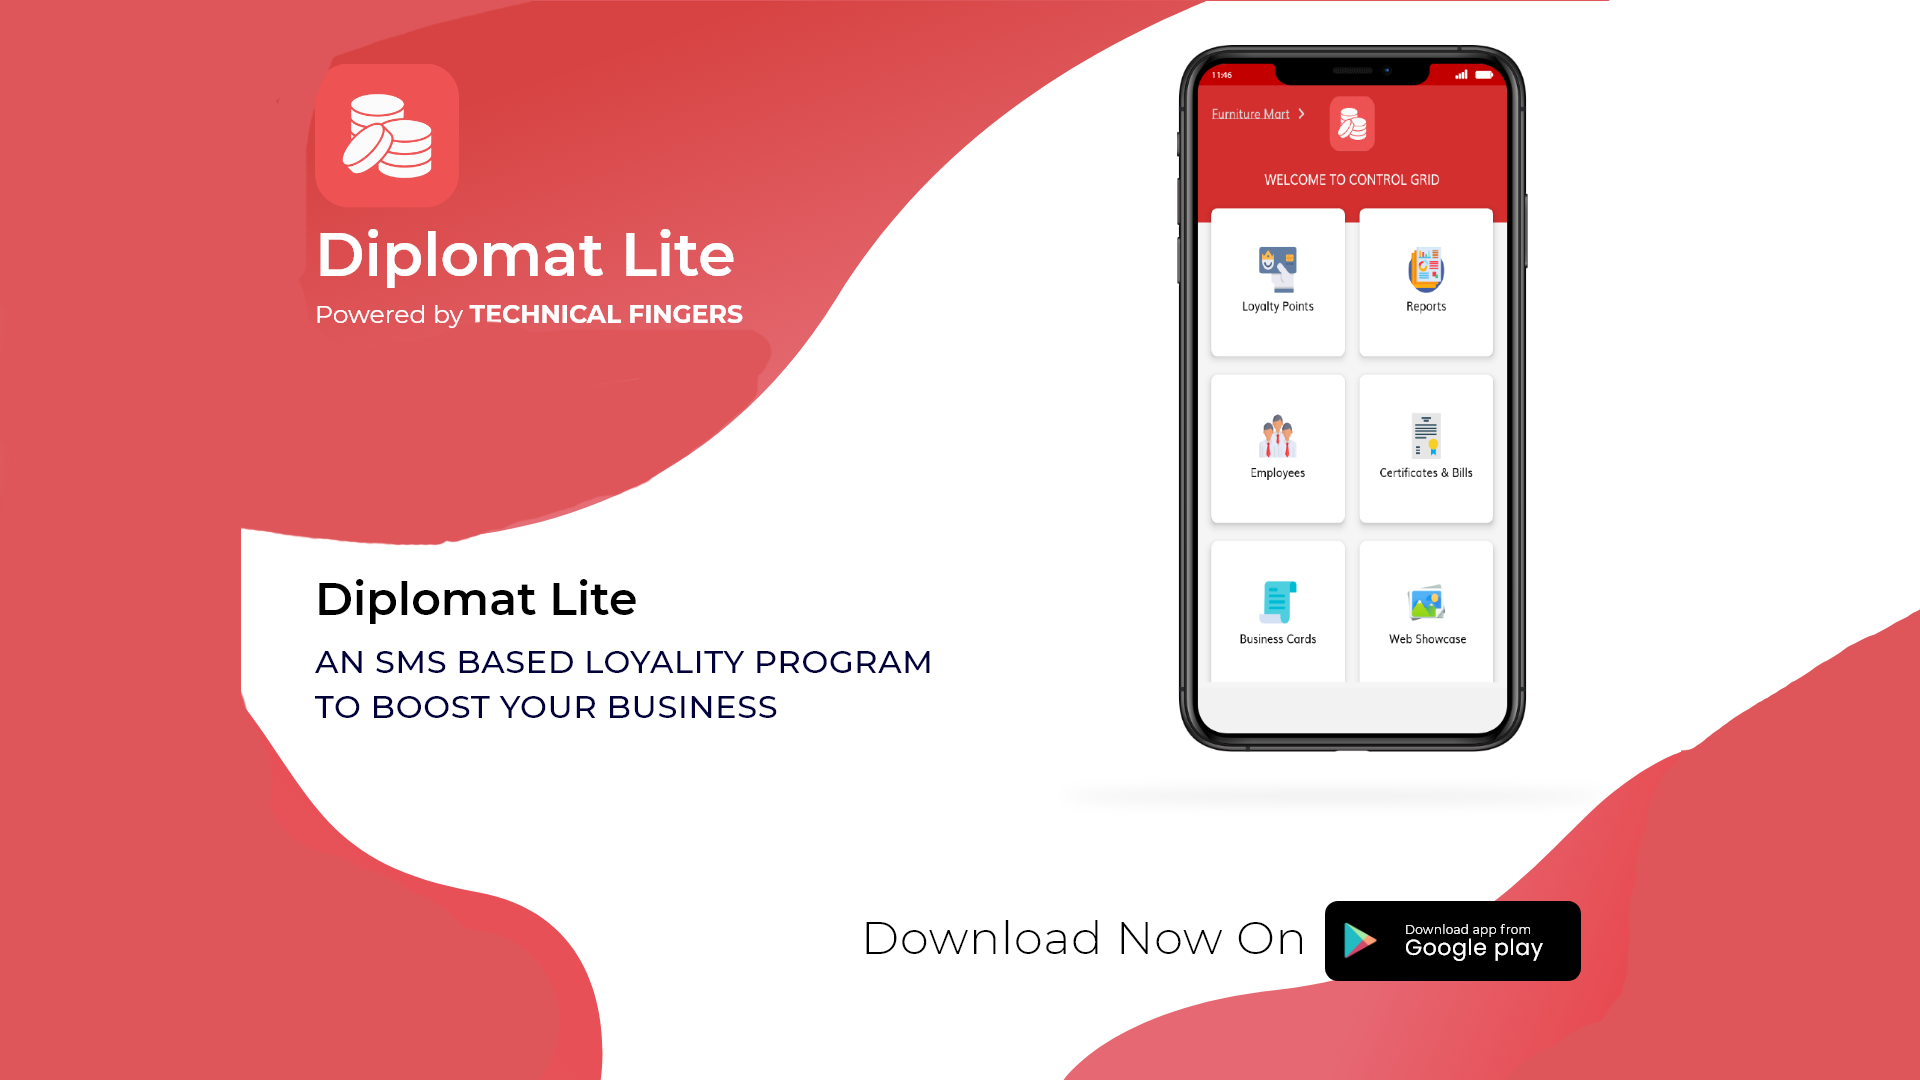 Diplomat Lite
Powered by TECHNICAL FINGERS
Diplomat Lite
AN SMS BASED LOYALITY PROGRAM
TO BOOST YOUR BUSINESS
11:46
Furniture Mart >
WELCOME TO CONTROL GRID
Loyalty Points
Reports
Employees
Certificates & Bills
Business Cards
Web Showcase
Download Now On
Download app from
Google play